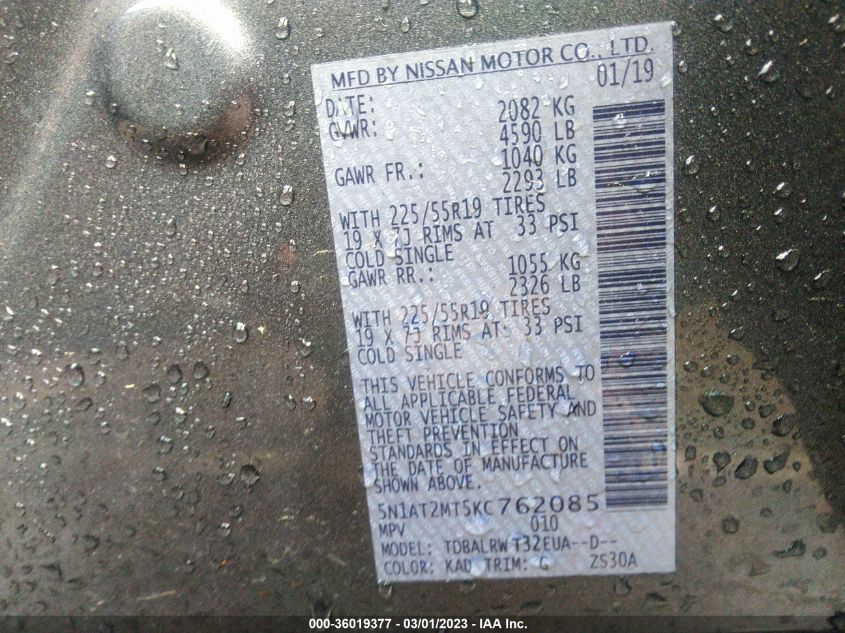 MFD BY NISSAN MOTOR CO., LTD.
DATE: 01/19
GVWR: 2082 KG
4590 LB
GAWR FR.: 1040 KG
2293 LB
WITH 225/55R19 TIRES
19 X 7J RIMS AT 33 PSI
COLD SINGLE
GAWR RR.: 1055 KG
2326 LB
WITH 225/55R19 TIRES
19 X 7J RIMS AT 33 PSI
COLD SINGLE
THIS VEHICLE CONFORMS TO
ALL APPLICABLE FEDERAL
MOTOR VEHICLE SAFETY AND
THEFT PREVENTION
STANDARDS IN EFFECT ON
THE DATE OF MANUFACTURE
SHOWN ABOVE.
5N1AT2MT5KC762085
MPV 010
MODEL: TDBALRWT32EUA--D--
COLOR: KAD TRIM: G ZS30A
000-36019377 - 03/01/2023 - IAA Inc.